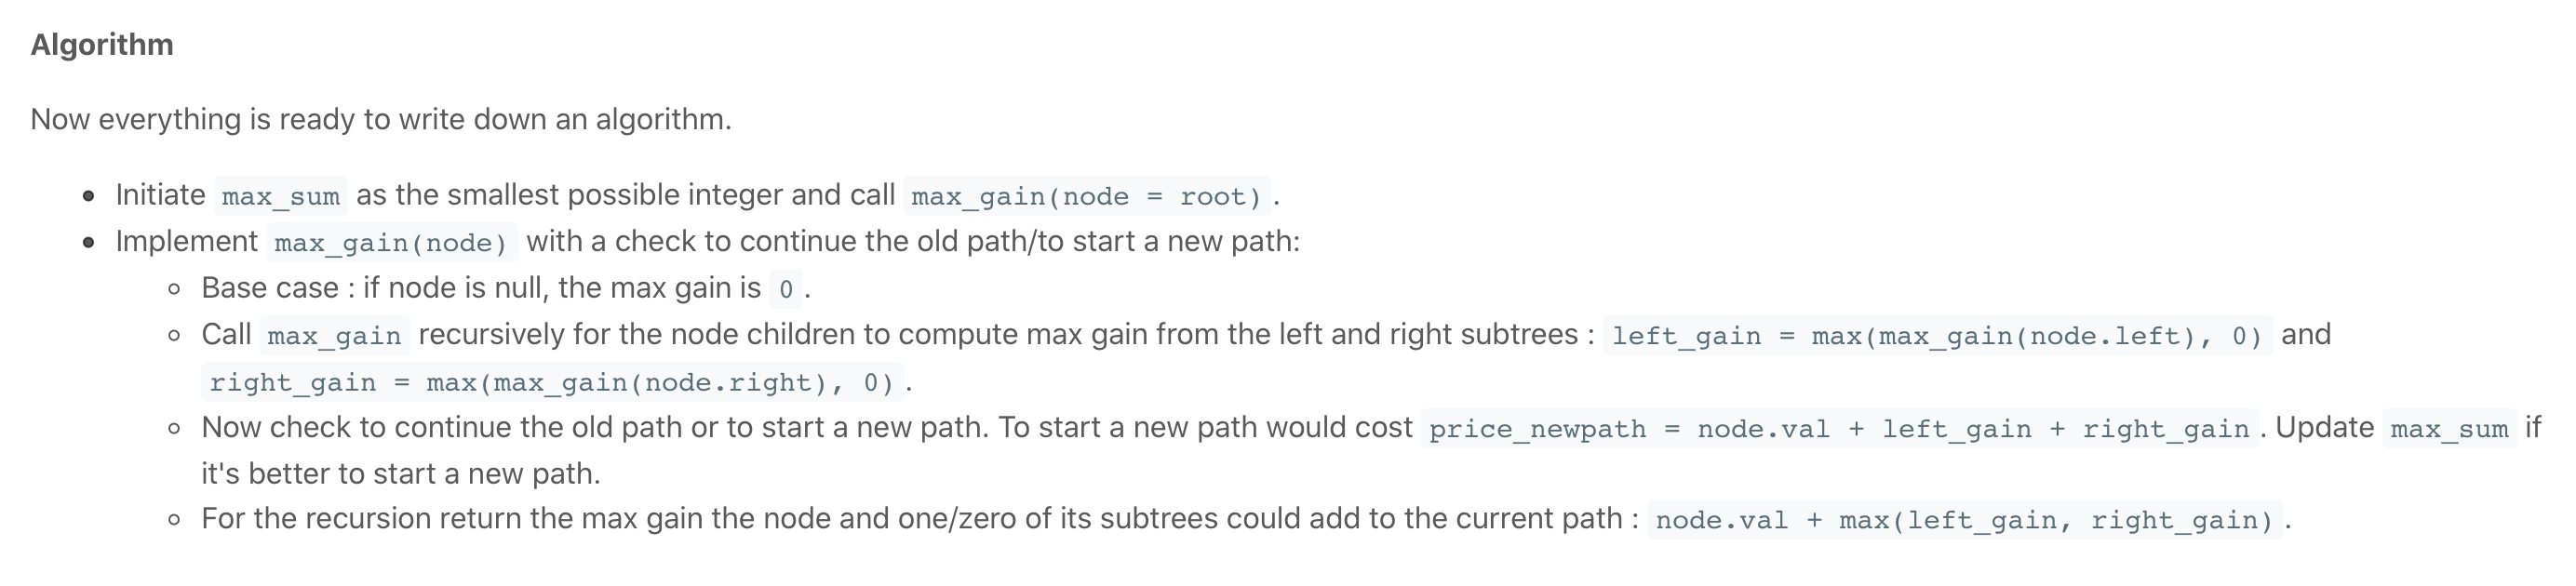 Algorithm
Now everything is ready to write down an algorithm.
Initiate max_sum as the smallest possible integer and call max_gain(node = root).
Implement max_gain(node) with a check to continue the old path/to start a new path:
Base case : if node is null, the max gain is 0.
Call max_gain recursively for the node children to compute max gain from the left and right subtrees : left_gain = max(max_gain(node.left), 0) and
right_gain = max(max_gain(node.right), 0).
Now check to continue the old path or to start a new path. To start a new path would cost price_newpath = node.val + left_gain + right_gain. Update max_sum if
it's better to start a new path.
For the recursion return the max gain the node and one/zero of its subtrees could add to the current path : node.val + max(left_gain, right_gain).